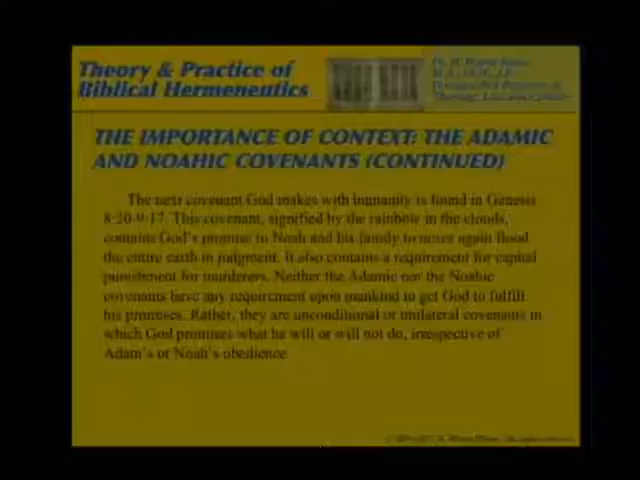 Theory & Practice of
Biblical Hermeneutics
THE IMPORTANCE OF CONTEXT: THE ADAMIC
AND NOAHIC COVENANTS (CONTINUED)
The next covenant God makes with humanity is found in Genesis
8:20-9:17. This covenant, signified by the rainbow in the clouds,
contains God's promise to Noah and his family to never again flood
the entire earth in judgment. It also contains a requirement for capital
punishment for murderers. Neither the Adamic nor the Noahic
covenants have any requirement upon mankind to get God to fulfill
his promises. Rather, they are unconditional or unilateral covenants in
which God promises what he will or will not do, irrespective of
Adam's or Noah's obedience